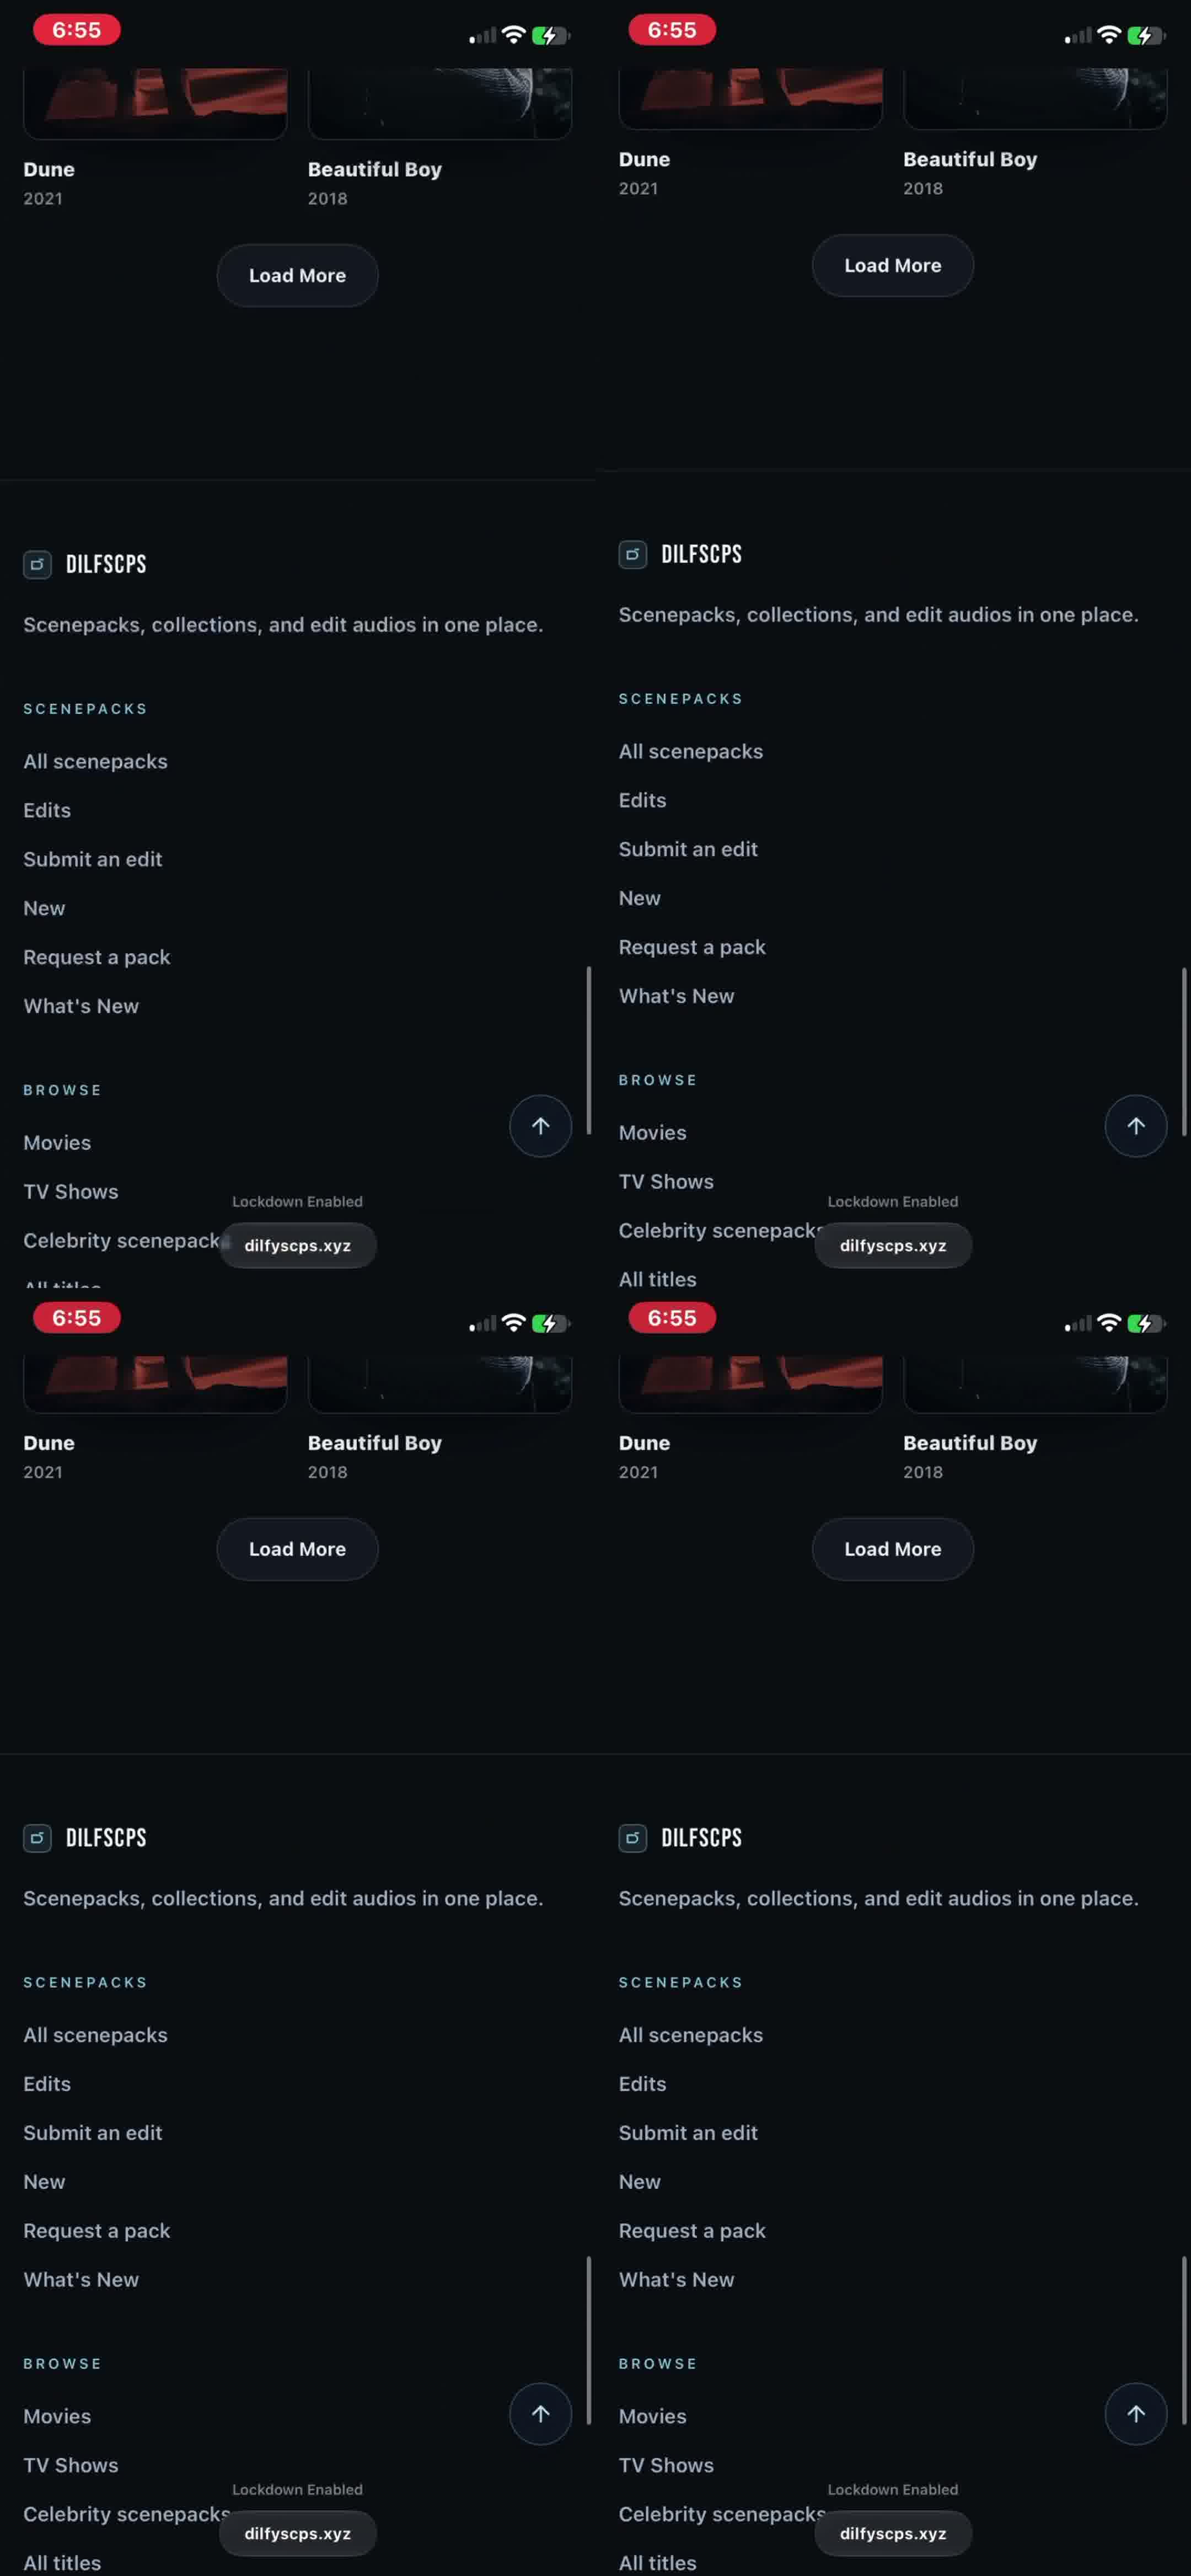 6:55
Dune
Beautiful Boy
2021
2018
Load More
DILFSCPS
Scenepacks, collections, and edit audios in one place.
SCENEPACKS
All scenepacks
Edits
Submit an edit
New
Request a pack
What's New
BROWSE
Movies
TV Shows
Lockdown Enabled
Celebrity scenepack
dilfyscps.xyz
All titles
6:55
Dune
Beautiful Boy
2021
2018
Load More
DILFSCPS
Scenepacks, collections, and edit audios in one place.
SCENEPACKS
All scenepacks
Edits
Submit an edit
New
Request a pack
What's New
BROWSE
Movies
TV Shows
Lockdown Enabled
Celebrity scenepacks
dilfyscps.xyz
All titles
6:55
Dune
Beautiful Boy
2021
2018
Load More
DILFSCPS
Scenepacks, collections, and edit audios in one place.
SCENEPACKS
All scenepacks
Edits
Submit an edit
New
Request a pack
What's New
BROWSE
Movies
TV Shows
Lockdown Enabled
Celebrity scenepacks
dilfyscps.xyz
All titles
6:55
Dune
Beautiful Boy
2021
2018
Load More
DILFSCPS
Scenepacks, collections, and edit audios in one place.
SCENEPACKS
All scenepacks
Edits
Submit an edit
New
Request a pack
What's New
BROWSE
Movies
TV Shows
Lockdown Enabled
Celebrity scenepacks
dilfyscps.xyz
All titles